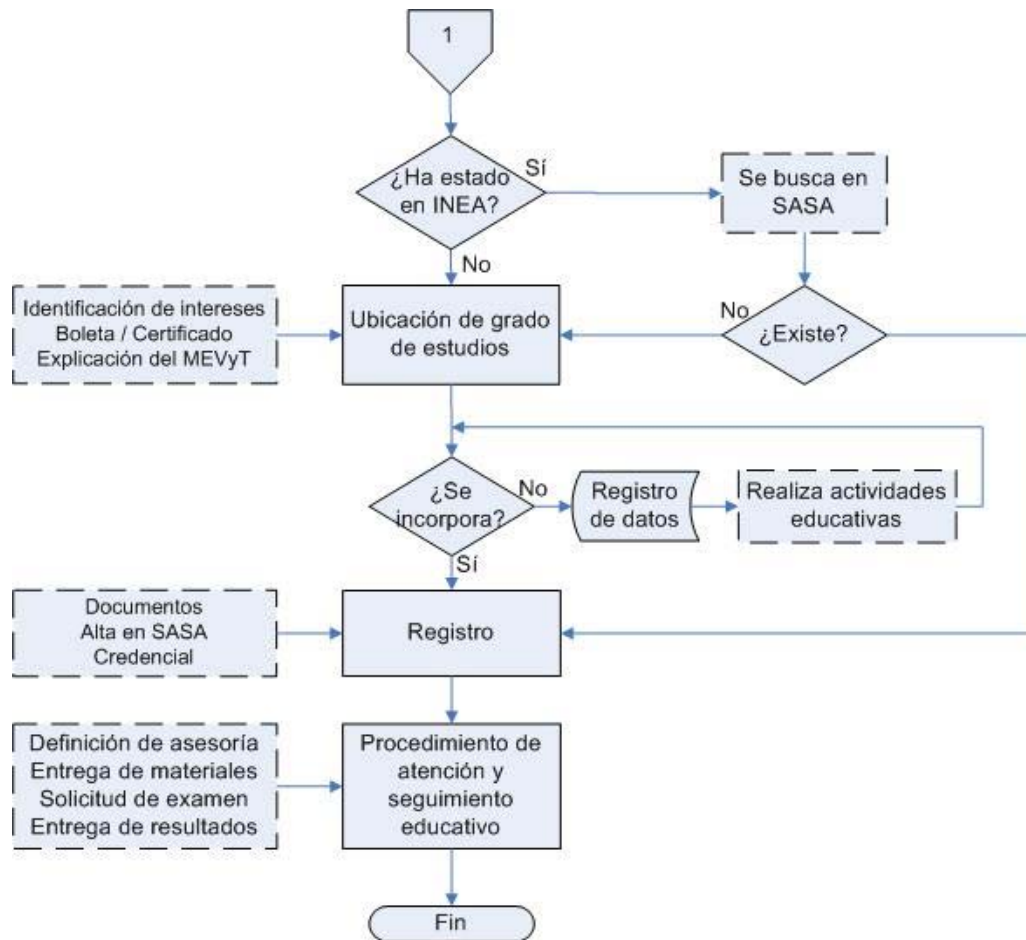 1
¿Ha estado
en INEA?
Sí
Se busca en
SASA
No
Identificación de intereses
Boleta / Certificado
Explicación del MEVyT
Ubicación de grado
de estudios
No
¿Existe?
¿Se
incorpora?
No
Registro
de datos
Realiza actividades
educativas
Sí
Documentos
Alta en SASA
Credencial
Registro
Definición de asesoría
Entrega de materiales
Solicitud de examen
Entrega de resultados
Procedimiento de
atención y
seguimiento
educativo
Fin